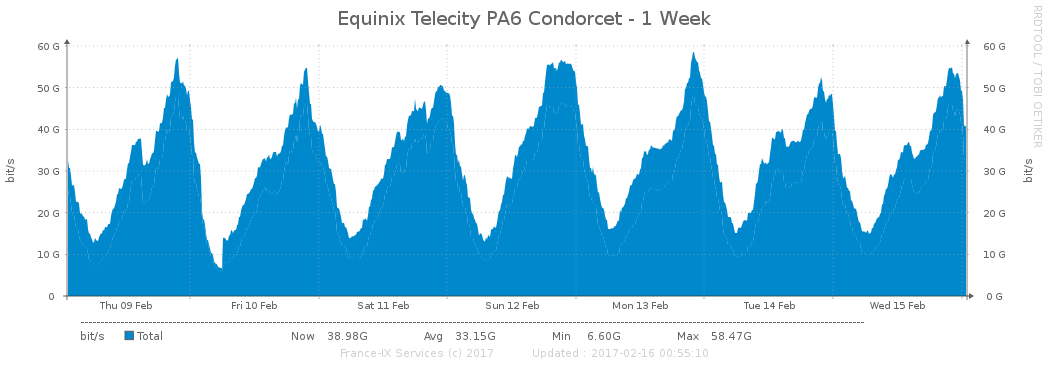 Equinix Telecity PA6 Condorcet - 1 Week
RRDTOOL / TOBI OETIKER
60 G 60 G
50 G 50 G
40 G 40 G
30 G 30 G
20 G 20 G
10 G 10 G
0 0 G
bit/s
bit/s
Thu 09 Feb Fri 10 Feb Sat 11 Feb Sun 12 Feb Mon 13 Feb Tue 14 Feb Wed 15 Feb
bit/s Total Now 38.98G Avg 33.15G Min 6.60G Max 58.47G
France-IX Services (c) 2017 Updated : 2017-02-16 00:55:10